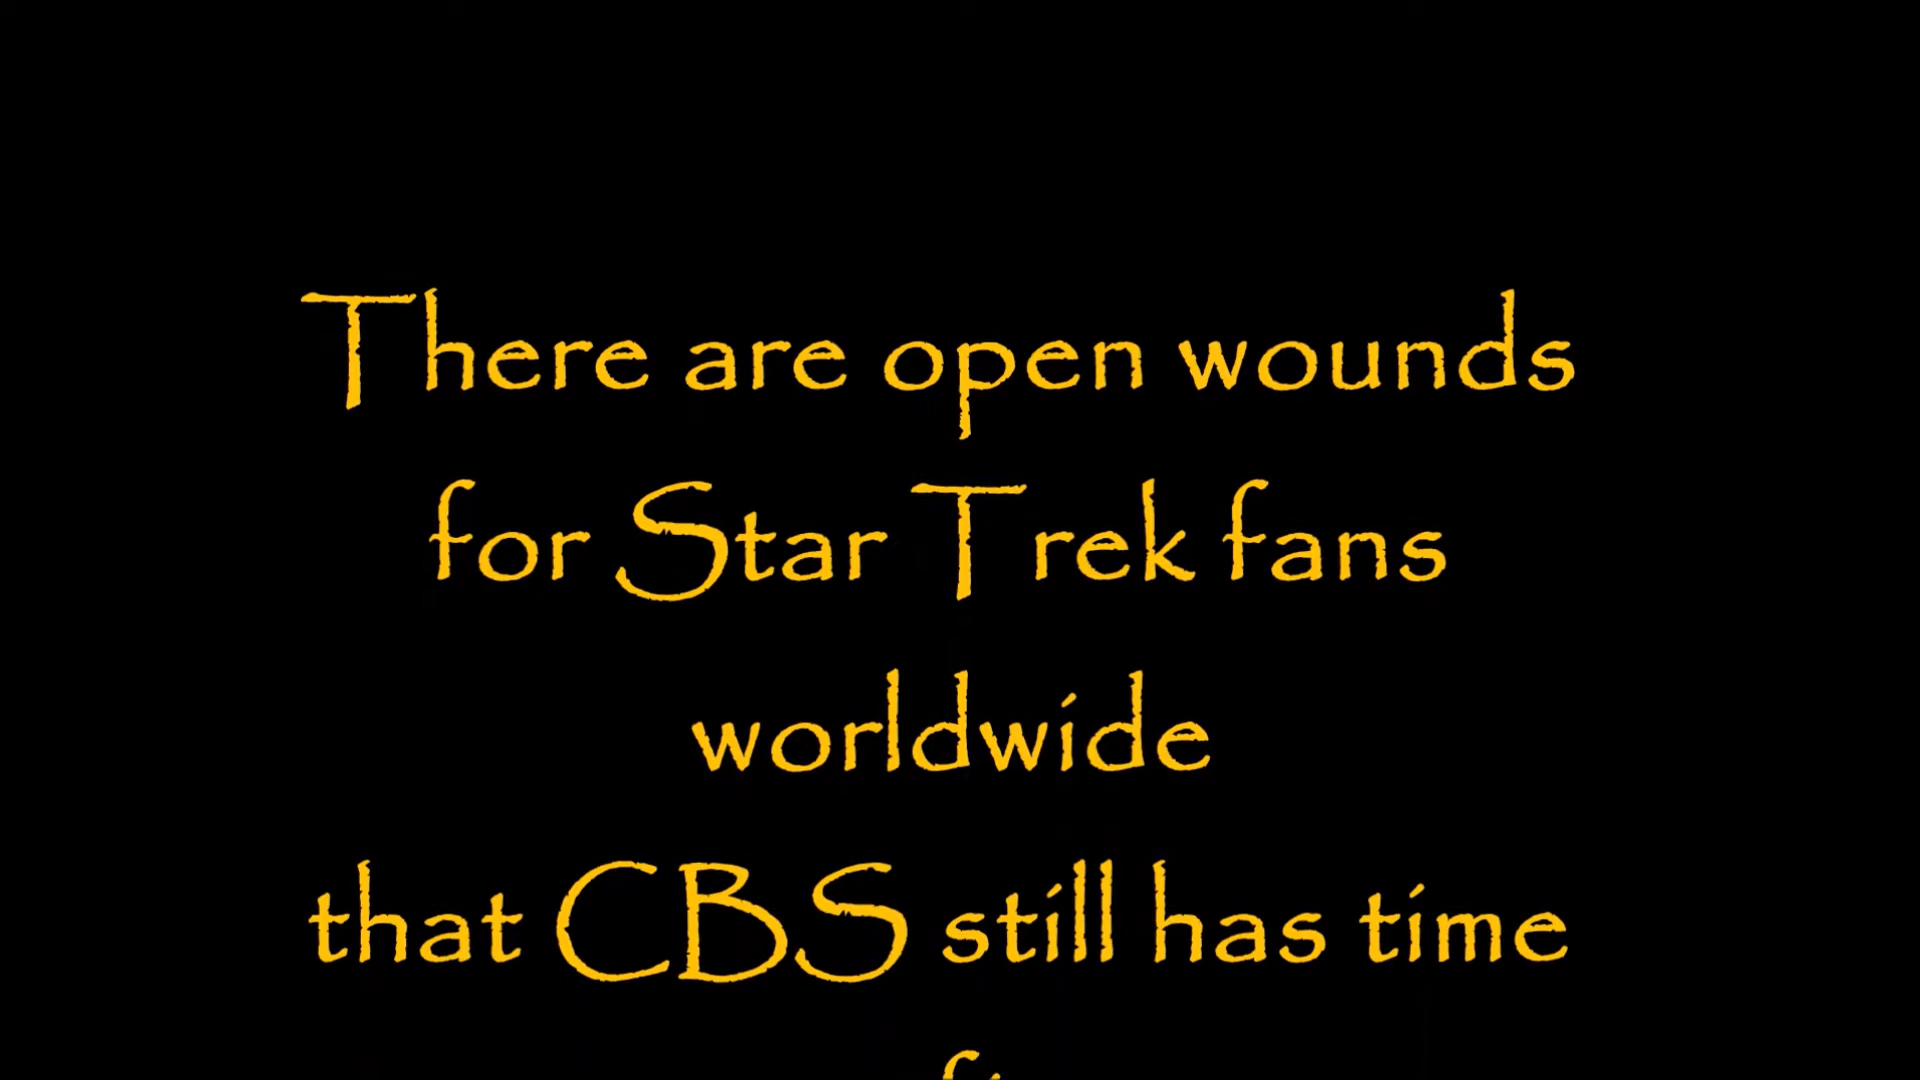 There are open wounds
for Star Trek fans
worldwide
that CBS still has time